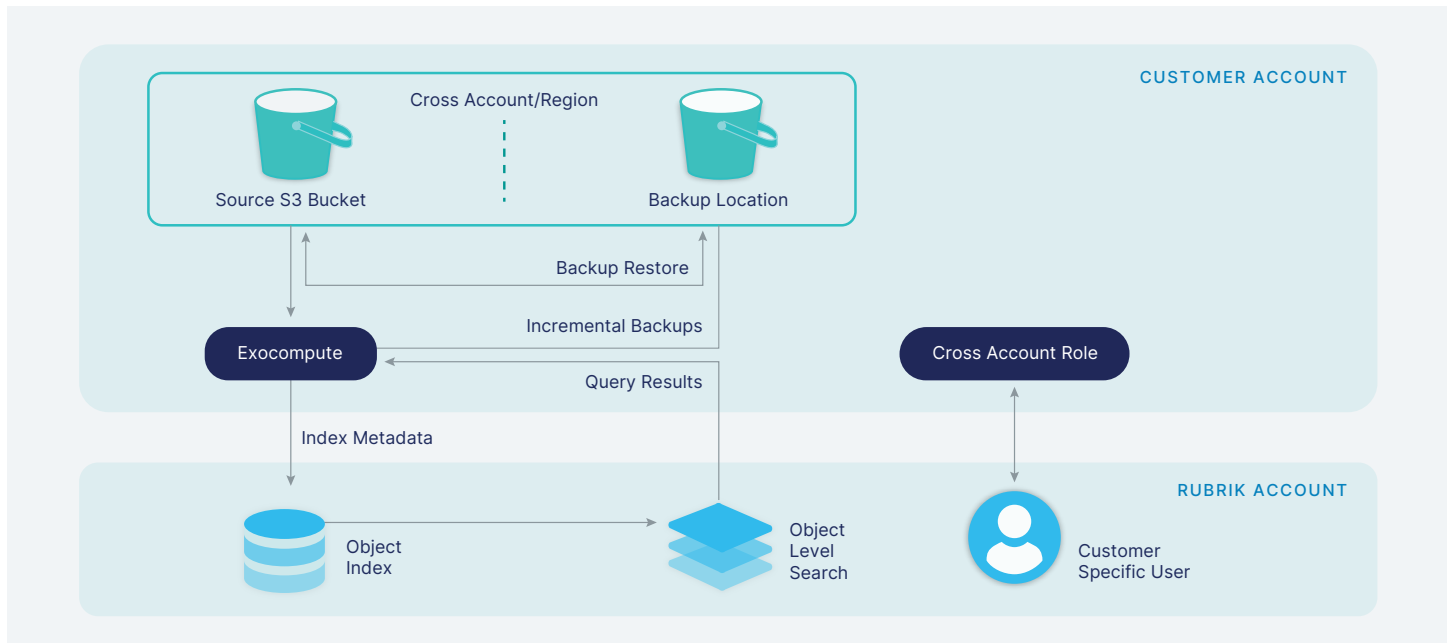 CUSTOMER ACCOUNT
Cross Account/Region
Source S3 Bucket
Backup Location
Backup Restore
Incremental Backups
Exocompute
Cross Account Role
Query Results
Index Metadata
RUBRIK ACCOUNT
Object
Index
Object
Level
Search
Customer
Specific User